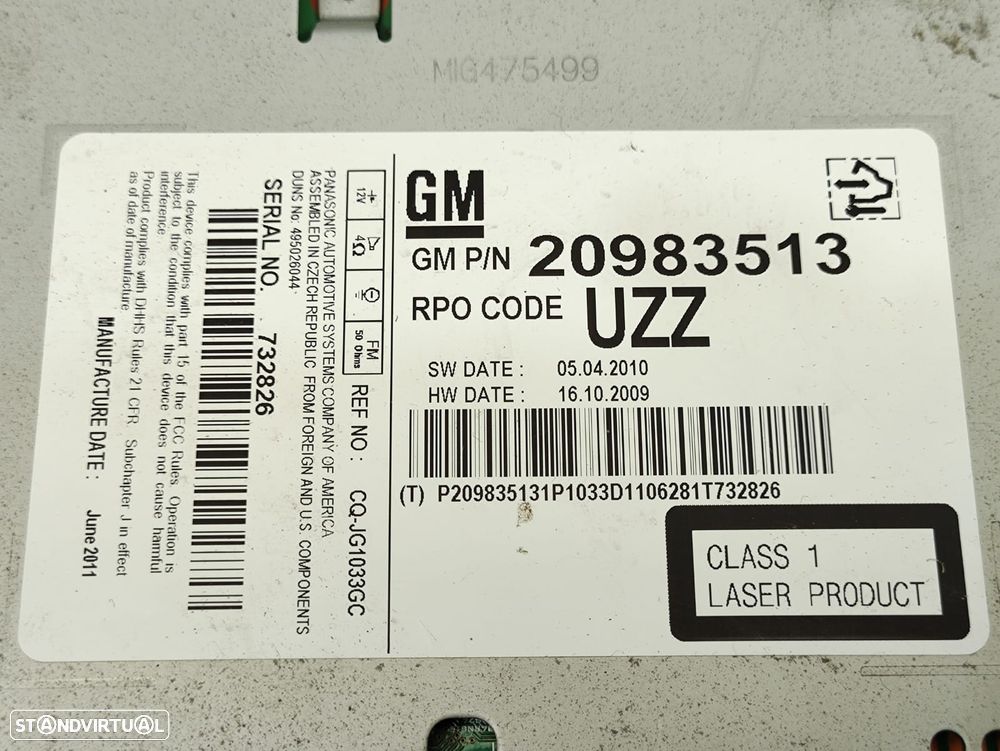 MIG475499
GM
GM P/N 20983513
RPO CODE UZZ
SW DATE : 05.04.2010
HW DATE : 16.10.2009
(T) P209835131P1033D1106281T732826
CLASS 1
LASER PRODUCT
12V
4Ω
FM
50 Ohms
REF NO : CQ-JG1033GC
PANASONIC AUTOMOTIVE SYSTEMS COMPANY OF AMERICA
ASSEMBLED IN CZECH REPUBLIC FROM FOREIGN AND U.S. COMPONENTS
DUNS No: 495026044
SERIAL NO. 732826
This device complies with part 15 of the FCC Rules. Operation is
subject to the condition that this device does not cause harmful
interference.
Product complies with DHHS Rules 21 CFR Subchapter J in effect
as of date of manufacture.
MANUFACTURE DATE : June 2011
STANDVIRTUAL